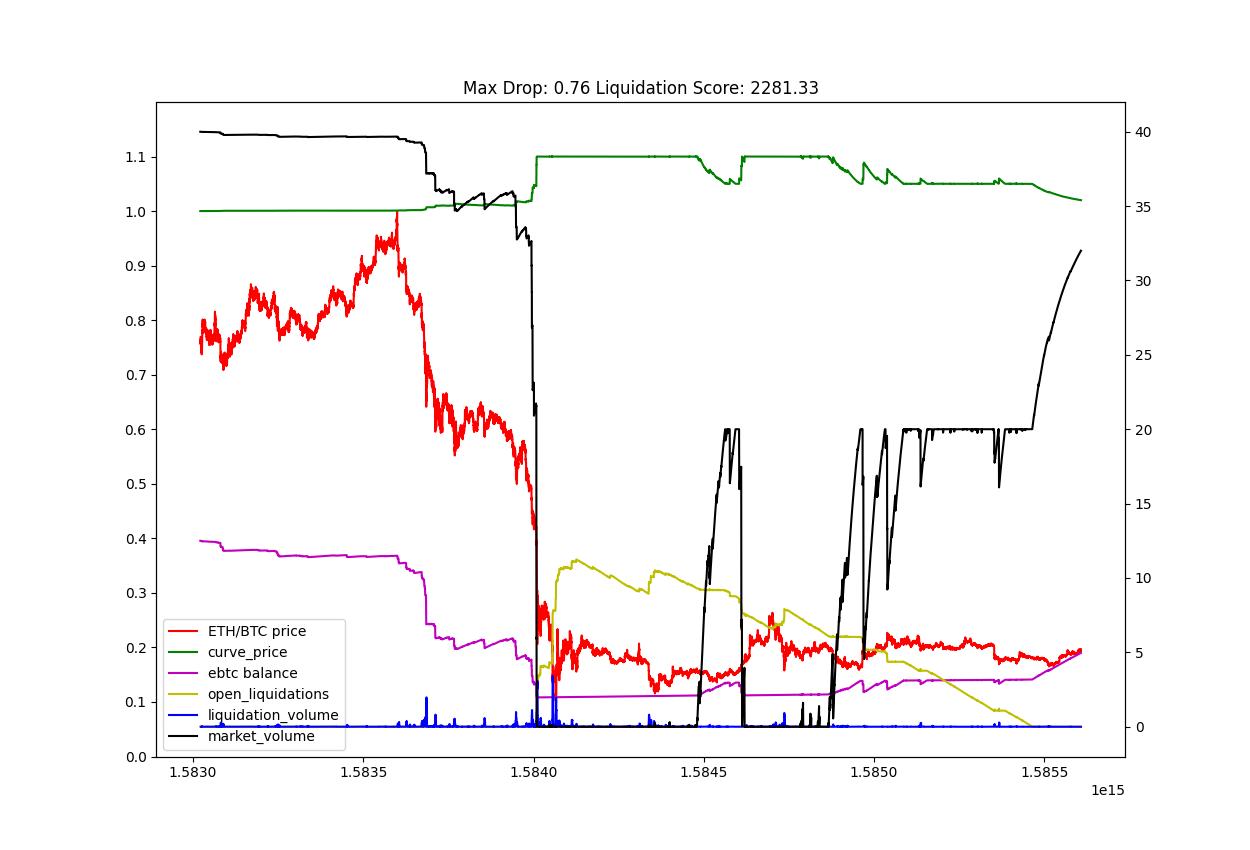 Max Drop: 0.76 Liquidation Score: 2281.33
1.1
1.0
0.9
0.8
0.7
0.6
0.5
0.4
0.3
0.2
0.1
0.0
40
35
30
25
20
15
10
5
0
ETH/BTC price
curve_price
ebtc balance
open_liquidations
liquidation_volume
market_volume
1.5830 1.5835 1.5840 1.5845 1.5850 1.5855
1e15